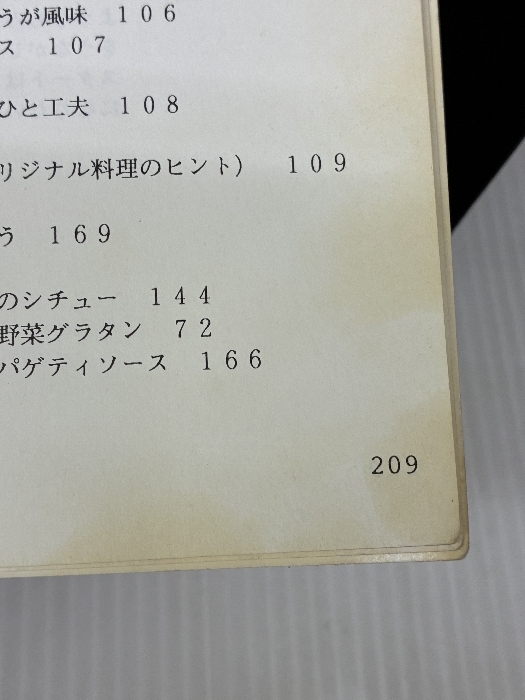 うが風味 106
ス 107
ひと工夫 108
リジナル料理のヒント) 109
う 169
のシチュー 144
野菜グラタン 72
パゲティソース 166
209